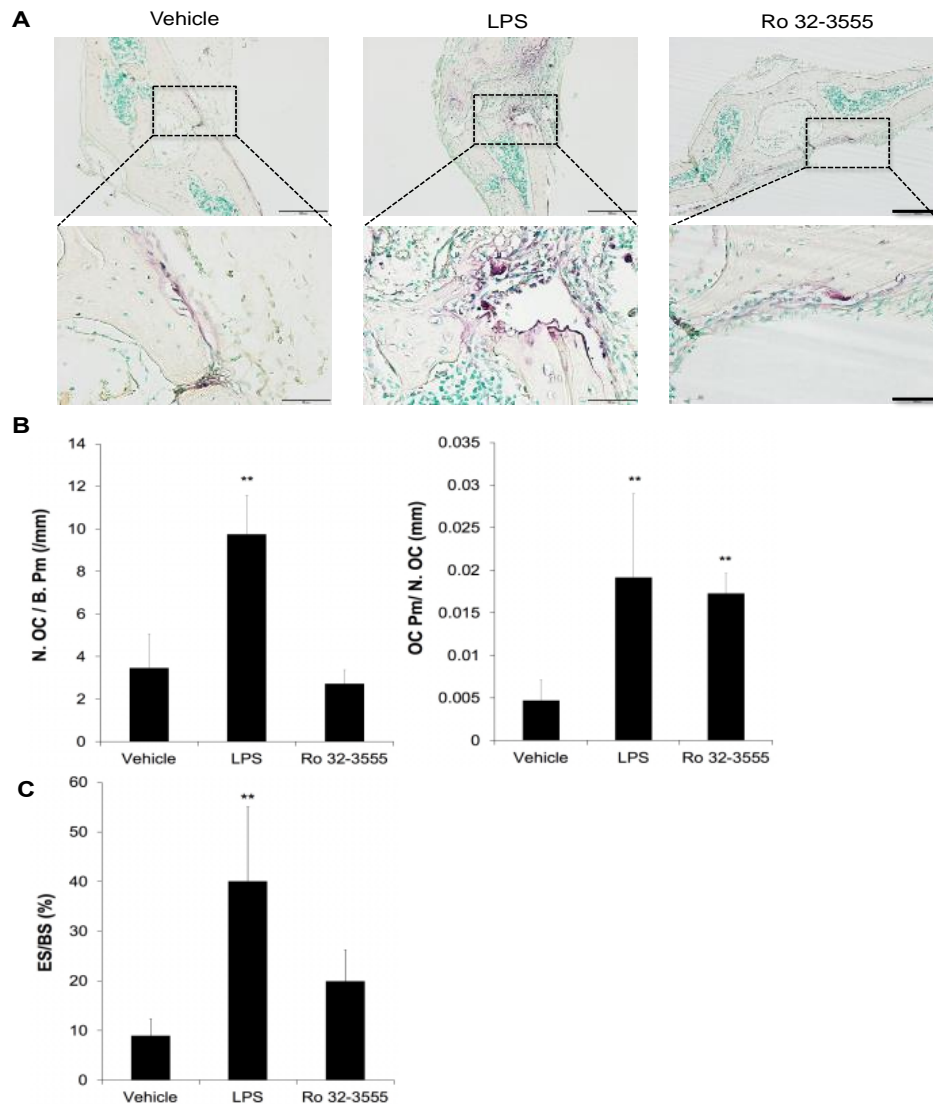 A
Vehicle
LPS
Ro 32-3555
B
N. OC / B. Pm (/mm)
14
12
10
8
6
4
2
0
**
Vehicle
LPS
Ro 32-3555
OC Pm/ N. OC (mm)
0.035
0.03
0.025
0.02
0.015
0.01
0.005
0
**
**
Vehicle
LPS
Ro 32-3555
C
ES/BS (%)
60
50
40
30
20
10
0
**
Vehicle
LPS
Ro 32-3555